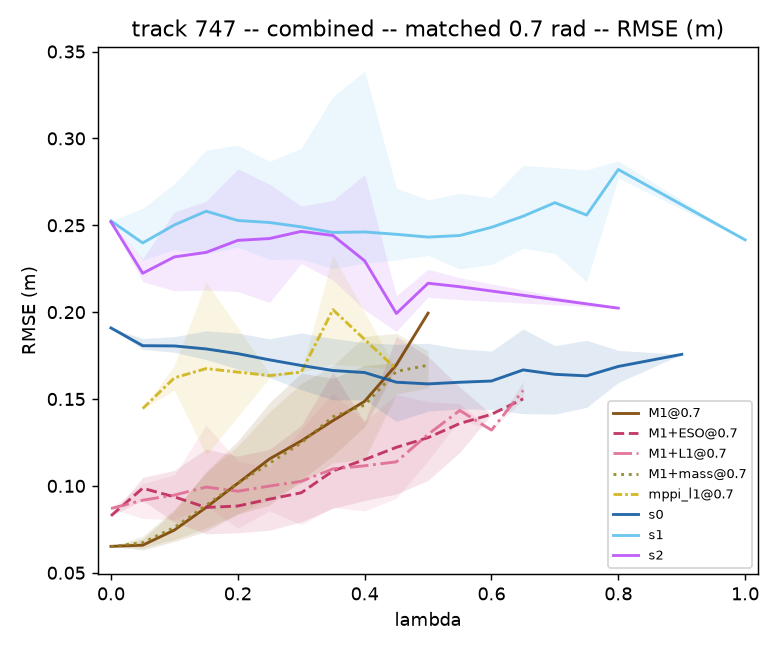 track 747 -- combined -- matched 0.7 rad -- RMSE (m)
0.35
0.30
0.25
0.20
0.15
0.10
0.05
RMSE (m)
0.0 0.2 0.4 0.6 0.8 1.0
lambda
M1@0.7
M1+ESO@0.7
M1+L1@0.7
M1+mass@0.7
mppi_l1@0.7
s0
s1
s2